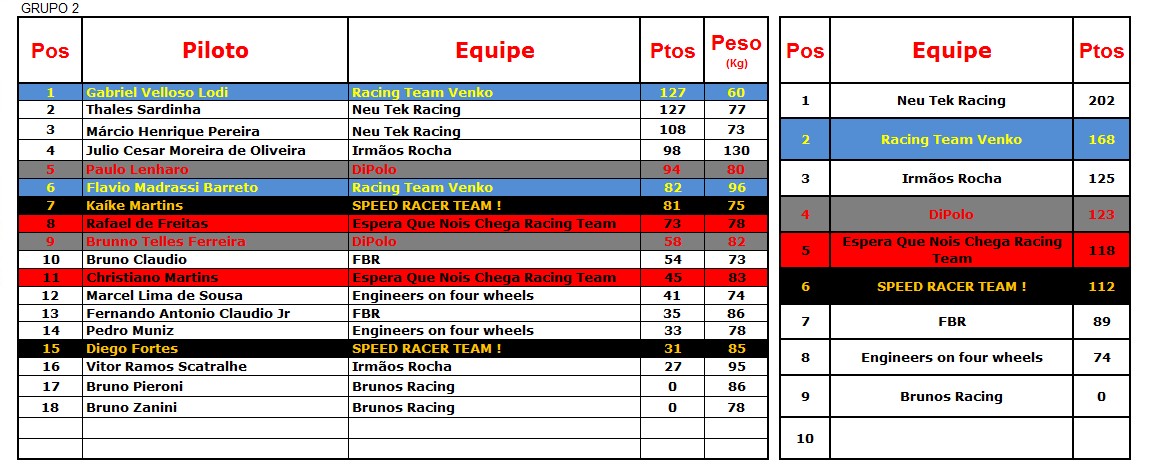 GRUPO 2
Pos Piloto Equipe Ptos Peso (Kg)
1 Gabriel Velloso Lodi Racing Team Venko 127 60
2 Thales Sardinha Neu Tek Racing 127 77
3 Márcio Henrique Pereira Neu Tek Racing 108 73
4 Julio Cesar Moreira de Oliveira Irmãos Rocha 98 130
5 Paulo Lenharo DiPolo 94 80
6 Flavio Madrassi Barreto Racing Team Venko 82 96
7 Kaíke Martins SPEED RACER TEAM ! 81 75
8 Rafael de Freitas Espera Que Nois Chega Racing Team 73 78
9 Brunno Telles Ferreira DiPolo 58 82
10 Bruno Claudio FBR 54 73
11 Christiano Martins Espera Que Nois Chega Racing Team 45 83
12 Marcel Lima de Sousa Engineers on four wheels 41 74
13 Fernando Antonio Claudio Jr FBR 35 86
14 Pedro Muniz Engineers on four wheels 33 78
15 Diego Fortes SPEED RACER TEAM ! 31 85
16 Vitor Ramos Scatralhe Irmãos Rocha 27 95
17 Bruno Pieroni Brunos Racing 0 86
18 Bruno Zanini Brunos Racing 0 78
Pos Equipe Ptos
1 Neu Tek Racing 202
2 Racing Team Venko 168
3 Irmãos Rocha 125
4 DiPolo 123
5 Espera Que Nois Chega Racing
Team 118
6 SPEED RACER TEAM ! 112
7 FBR 89
8 Engineers on four wheels 74
9 Brunos Racing 0
10